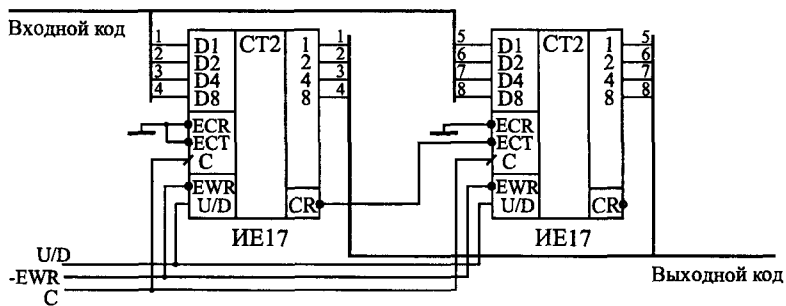 Входной код
1 D1 CT2 1 1
2 D2 2 2
3 D4 4 3
4 D8 8 4
ECR
ECT
C
EWR
U/D CR
ИЕ17
5 D1 CT2 1 5
6 D2 2 6
7 D4 4 7
8 D8 8 8
ECR
ECT
C
EWR
U/D CR
ИЕ17
U/D
-EWR
C
Выходной код